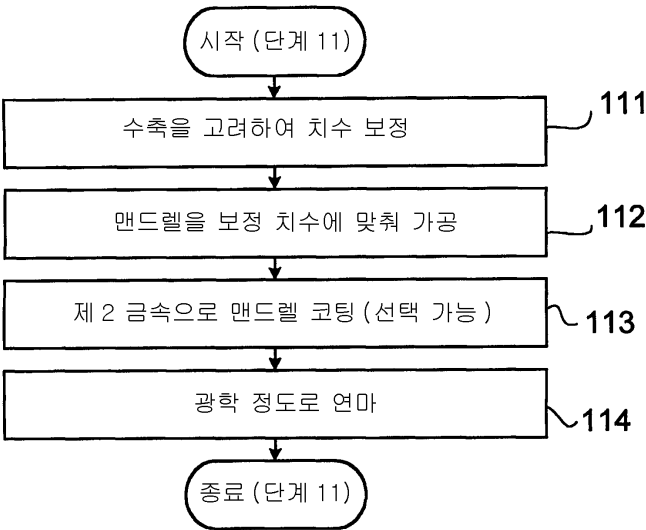 시작 (단계 11)
수축을 고려하여 치수 보정
111
맨드렐을 보정 치수에 맞춰 가공
112
제 2 금속으로 맨드렐 코팅 (선택 가능)
113
광학 정도로 연마
114
종료 (단계 11)